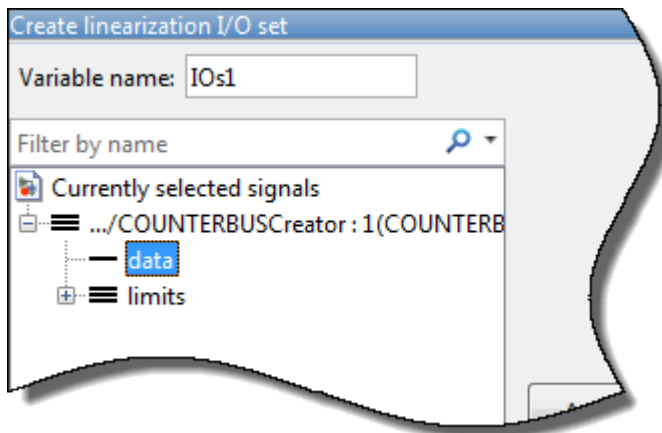 Create linearization I/O set
Variable name: IOs1
Filter by name
Currently selected signals
.../COUNTERBUSCreator : 1(COUNTERB
data
limits